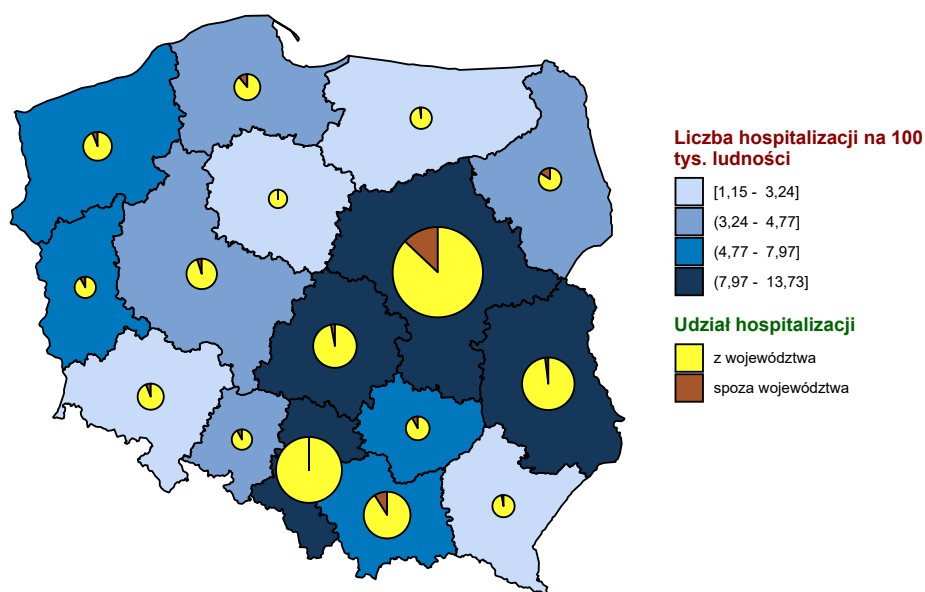 Liczba hospitalizacji na 100
tys. ludności
[1,15 - 3,24]
(3,24 - 4,77]
(4,77 - 7,97]
(7,97 - 13,73]
Udział hospitalizacji
z województwa
spoza województwa